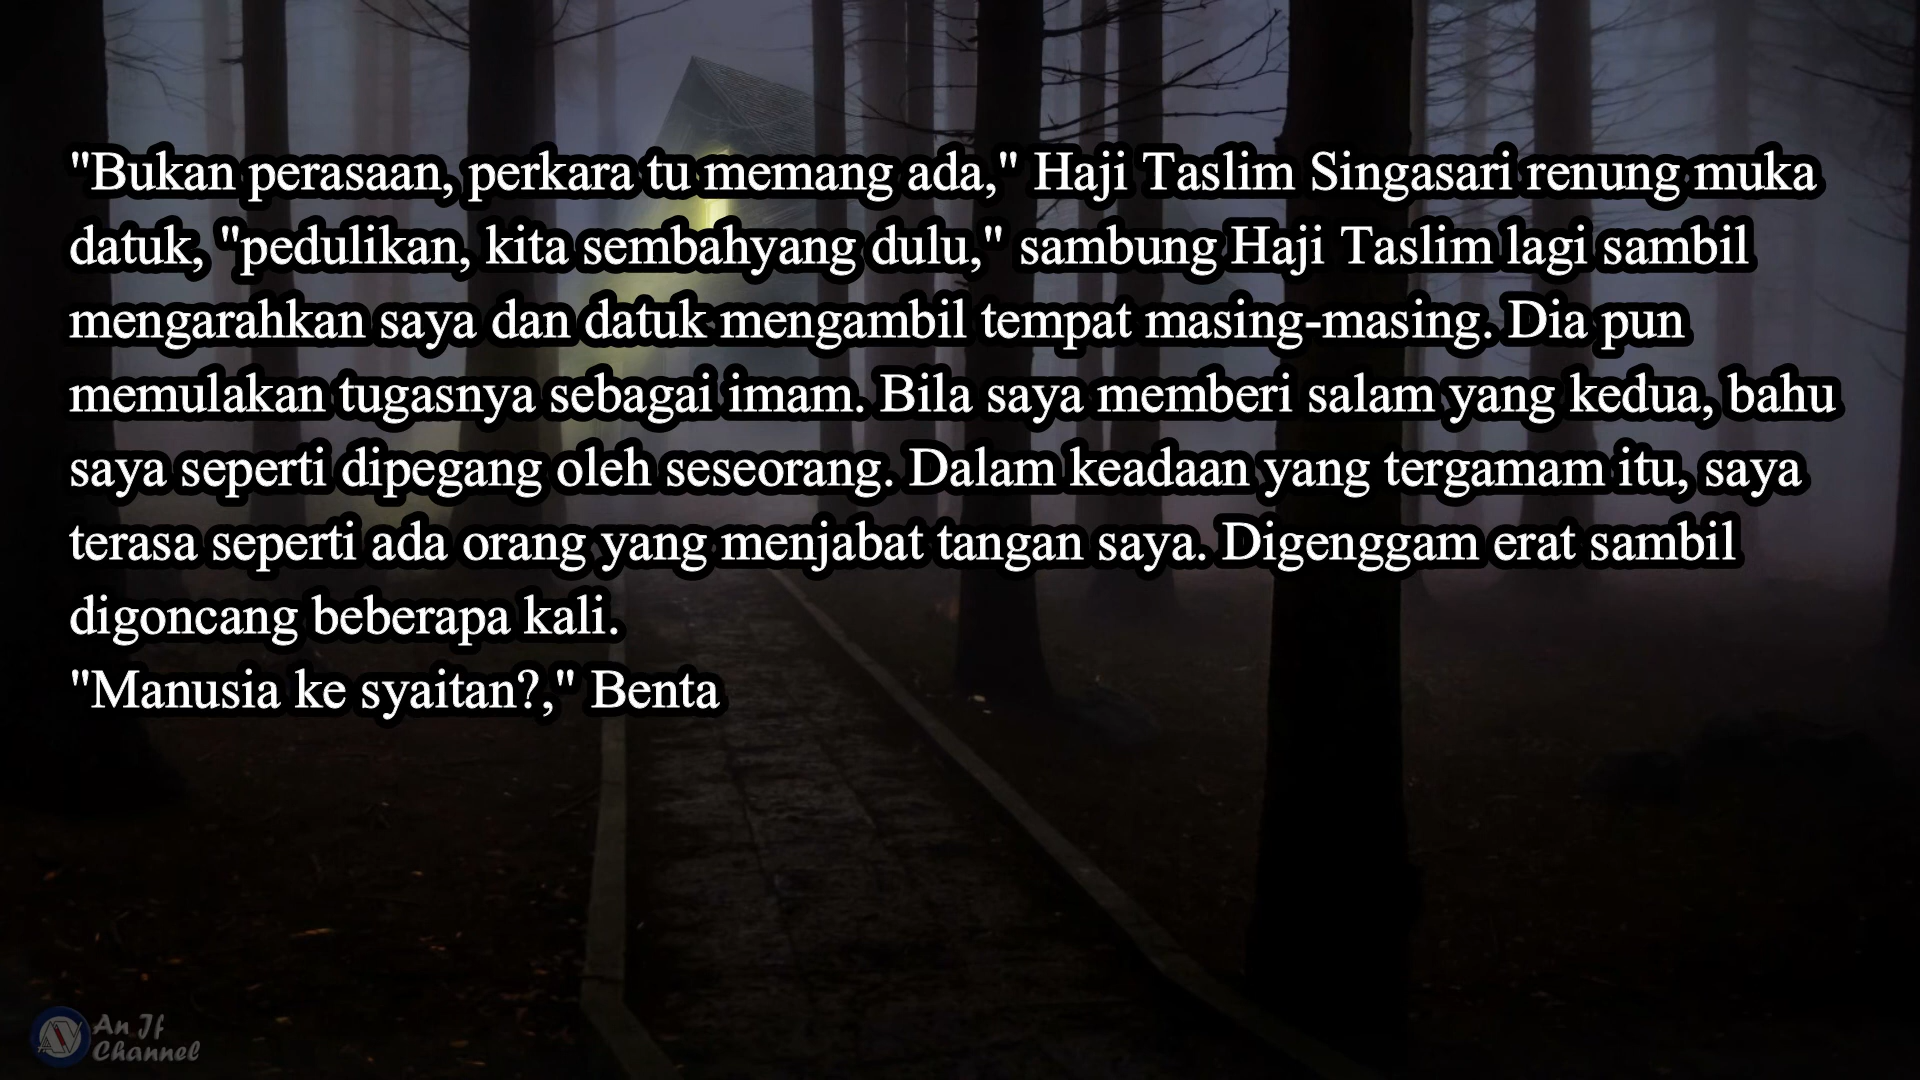 "Bukan perasaan, perkara tu memang ada," Haji Taslim Singasari renung muka
datuk, "pedulikan, kita sembahyang dulu," sambung Haji Taslim lagi sambil
mengarahkan saya dan datuk mengambil tempat masing-masing. Dia pun
memulakan tugasnya sebagai imam. Bila saya memberi salam yang kedua, bahu
saya seperti dipegang oleh seseorang. Dalam keadaan yang tergamam itu, saya
terasa seperti ada orang yang menjabat tangan saya. Digenggam erat sambil
digoncang beberapa kali.
"Manusia ke syaitan?," Benta
An Jf
Channel